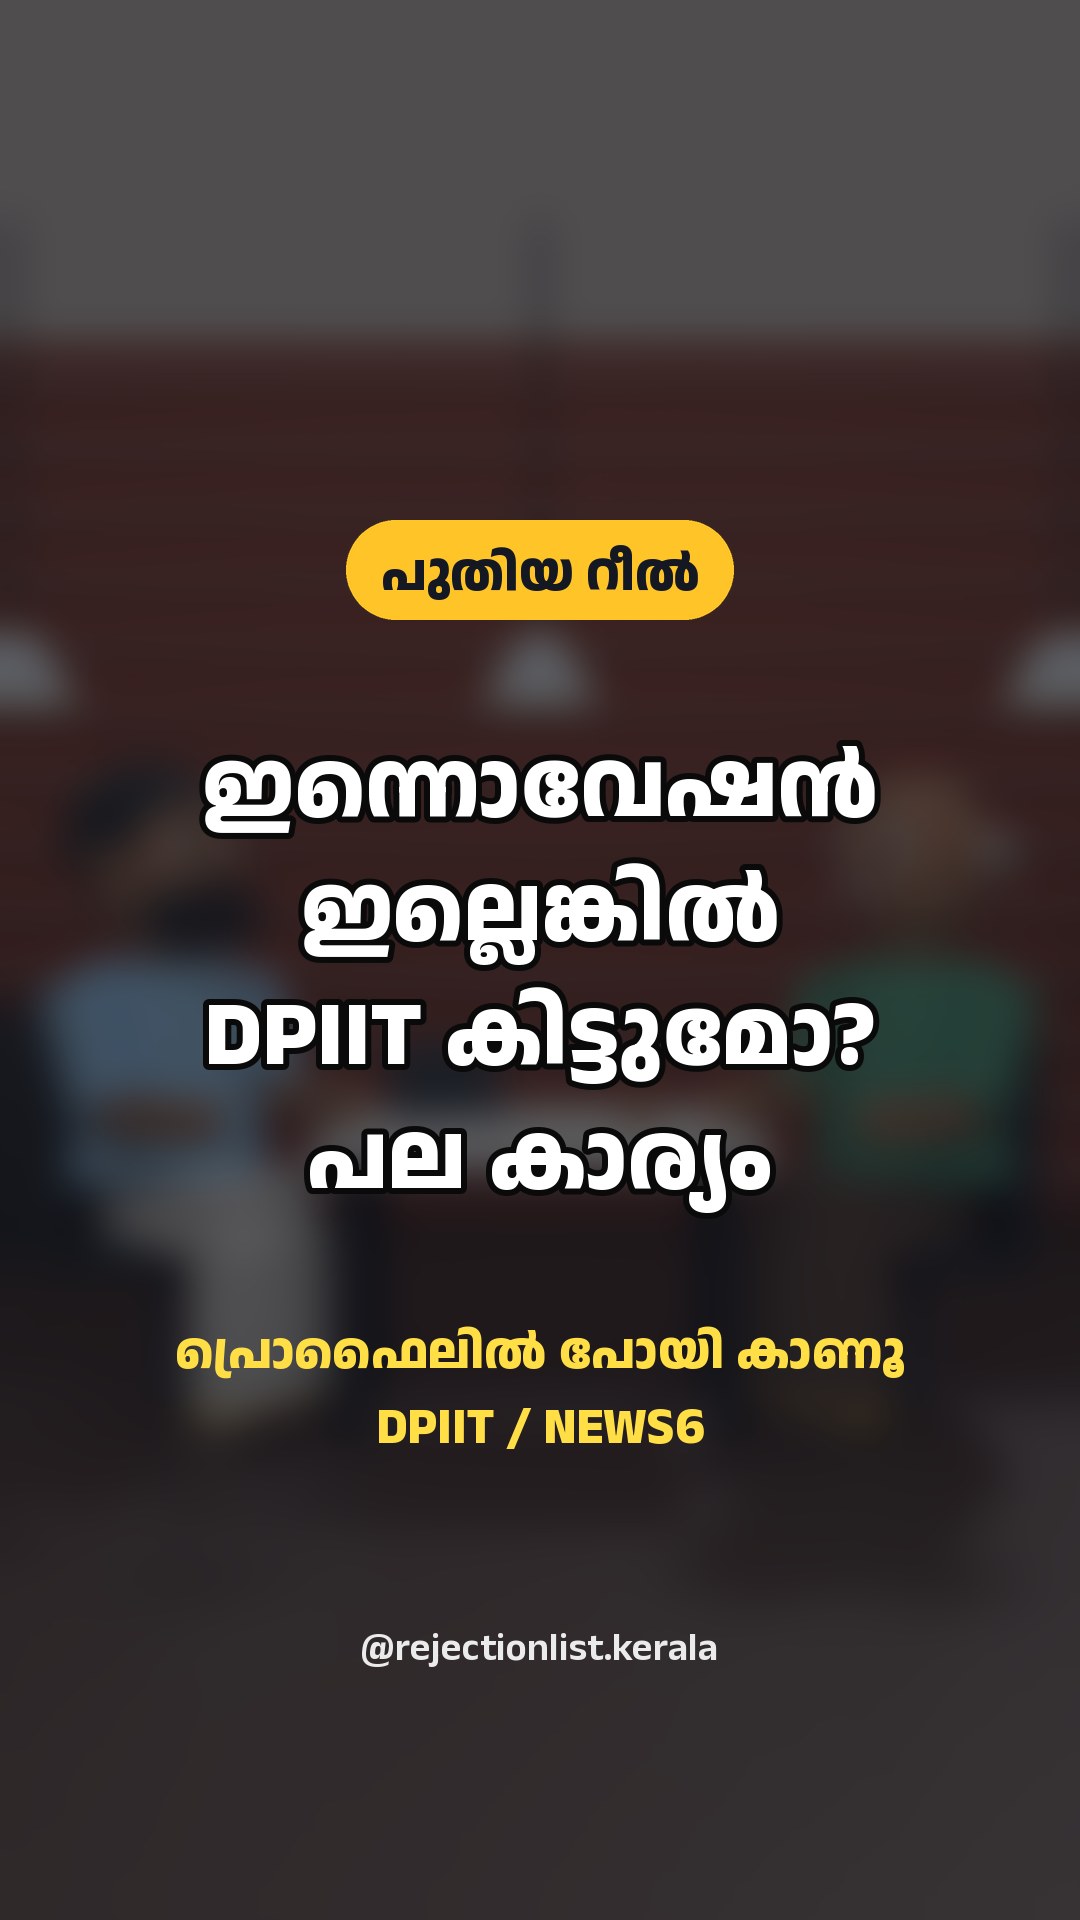 പുതിയ റീൽ
ഇന്നൊവേഷൻ
ഇല്ലെങ്കിൽ
DPIIT കിട്ടുമോ?
പല കാര്യം
പ്രൊഫൈലിൽ പോയി കാണൂ
DPIIT / NEWS6
@rejectionlist.kerala